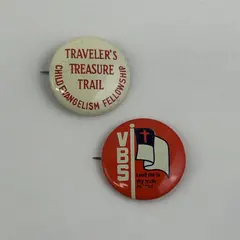 TRAVELER'S
TREASURE
TRAIL
CHILD EVANGELISM FELLOWSHIP
VBS